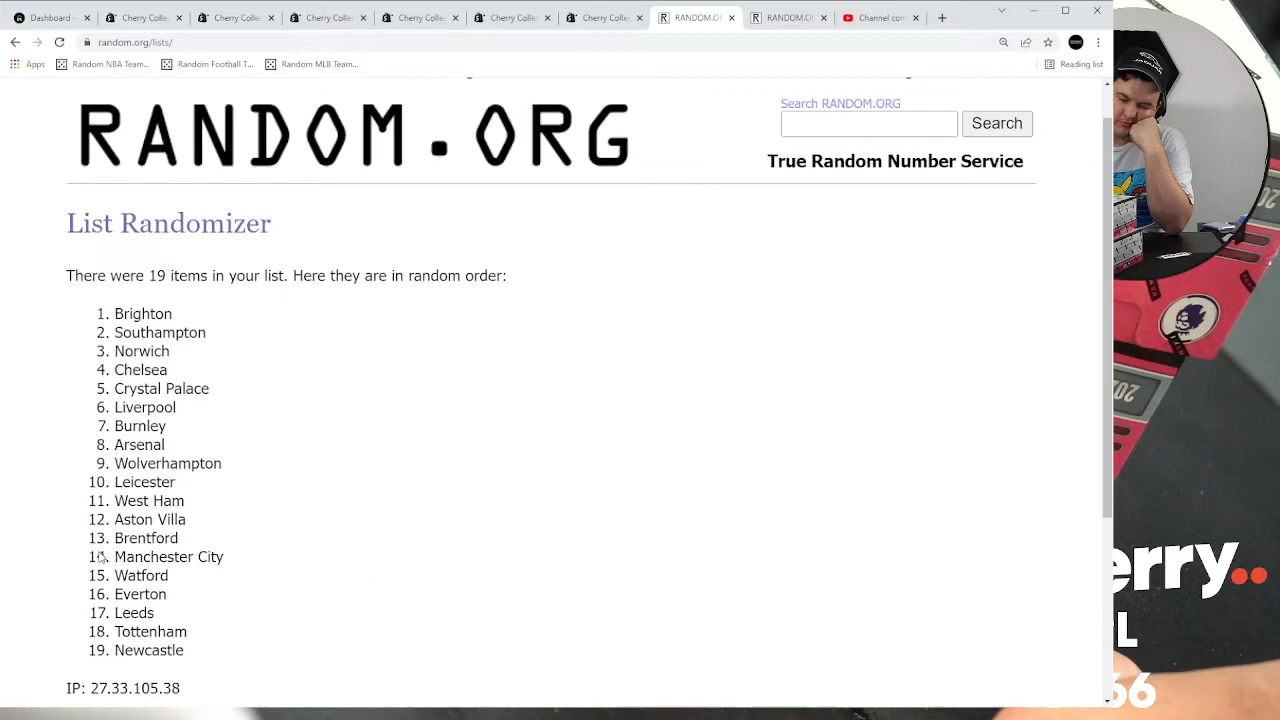 Dashboard -
Cherry Colle
Cherry Colle
Cherry Colle
Cherry Colle
Cherry Colle
Cherry Colle
RANDOM.O
RANDOM.O
Channel con
random.org/lists/
Apps
Random NBA Team...
Random Football T...
Random MLB Team...
Reading list
RANDOM.ORG
Search RANDOM.ORG
Search
True Random Number Service
List Randomizer
There were 19 items in your list. Here they are in random order:
1. Brighton
2. Southampton
3. Norwich
4. Chelsea
5. Crystal Palace
6. Liverpool
7. Burnley
8. Arsenal
9. Wolverhampton
10. Leicester
11. West Ham
12. Aston Villa
13. Brentford
14. Manchester City
15. Watford
16. Everton
17. Leeds
18. Tottenham
19. Newcastle
IP: 27.33.105.38
JAGUAR
erry..
L
66